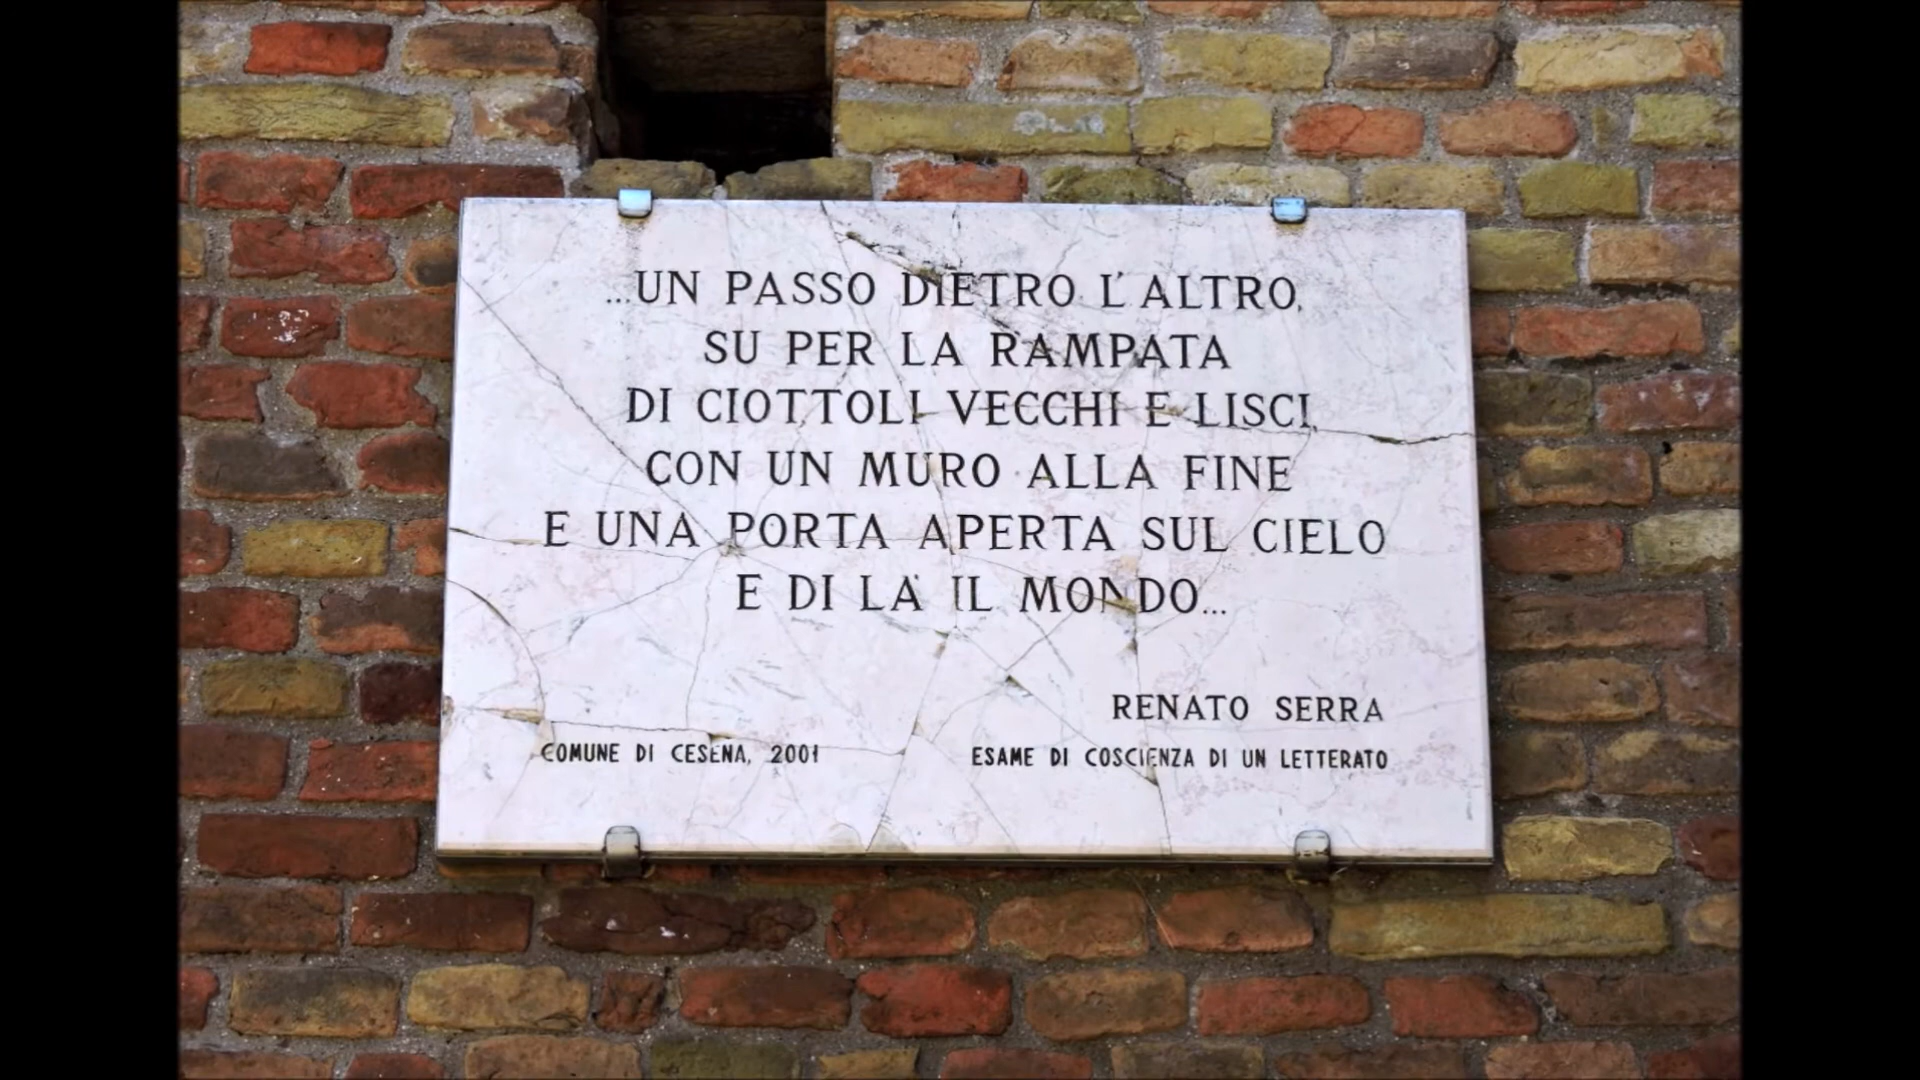 ...UN PASSO DIETRO L'ALTRO,
SU PER LA RAMPATA
DI CIOTTOLI VECCHI E LISCI,
CON UN MURO ALLA FINE
E UNA PORTA APERTA SUL CIELO
E DI LA' IL MONDO...
RENATO SERRA
COMUNE DI CESENA, 2001
ESAME DI COSCIENZA DI UN LETTERATO